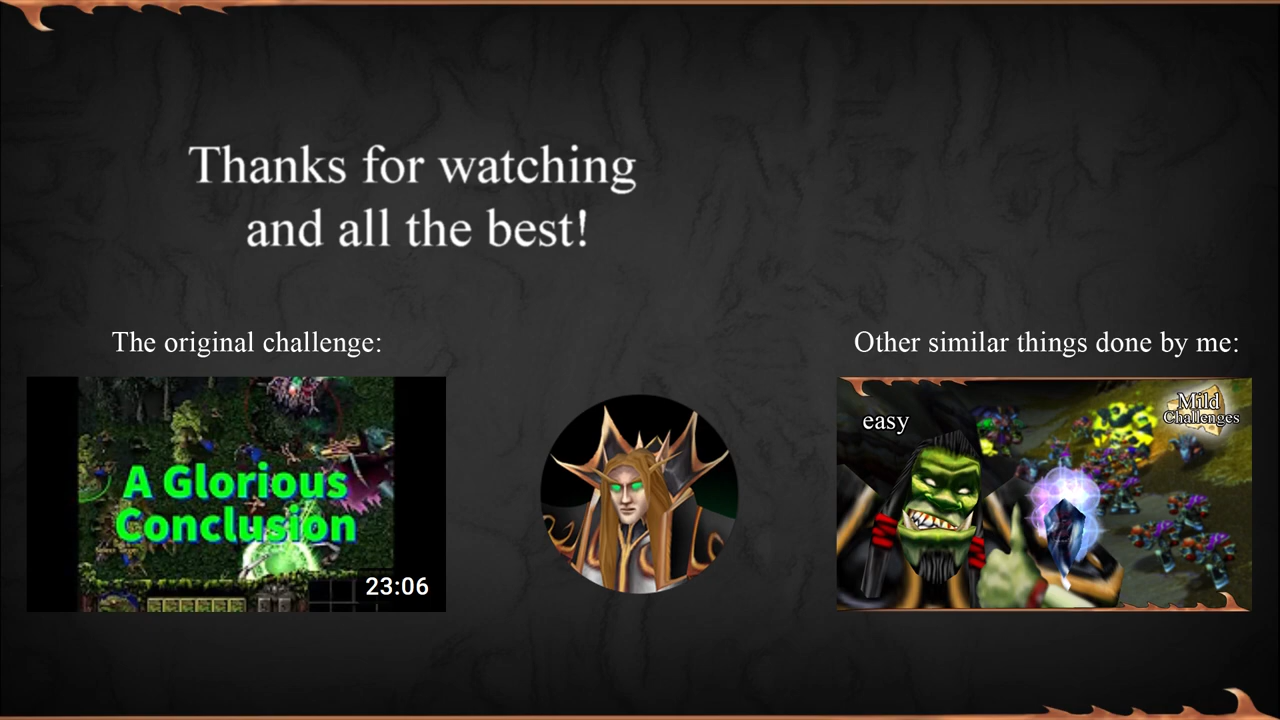 Thanks for watching
and all the best!
The original challenge:
Other similar things done by me:
A Glorious
Conclusion
23:06
easy
Mild
Challenges